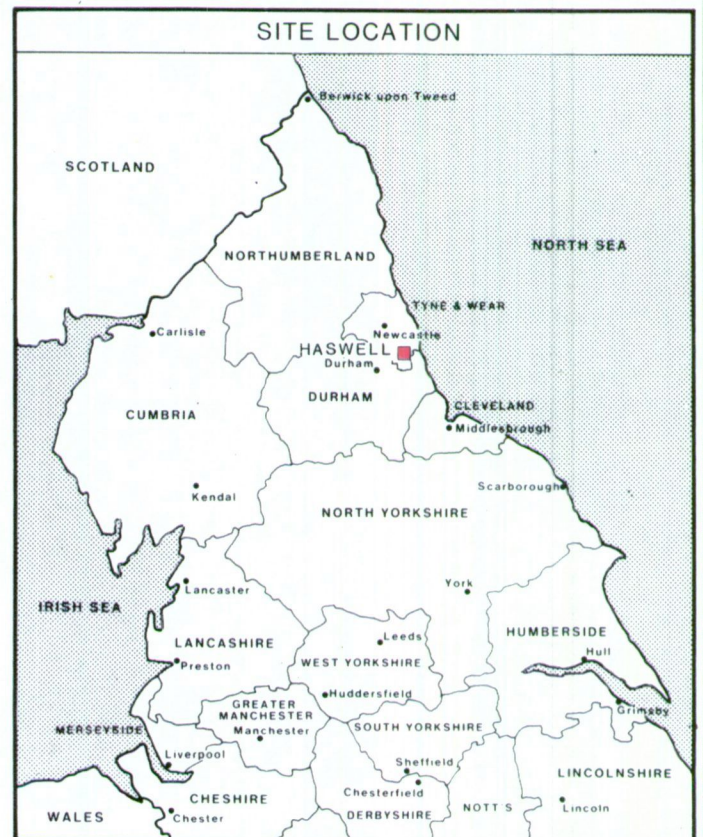 SITE LOCATION
Berwick upon Tweed
SCOTLAND
NORTH SEA
NORTHUMBERLAND
TYNE & WEAR
Newcastle
Carlisle
HASWELL
Durham
DURHAM
CLEVELAND
CUMBRIA
Middlesbrough
Kendal
Scarborough
NORTH YORKSHIRE
York
Lancaster
IRISH SEA
HUMBERSIDE
Leeds
LANCASHIRE
Hull
WEST YORKSHIRE
Preston
Huddersfield
GREATER
MANCHESTER
Grimsby
MERSEYSIDE
Manchester
SOUTH YORKSHIRE
Liverpool
Sheffield
LINCOLNSHIRE
Chesterfield
CHESHIRE
NOTTS
Lincoln
DERBYSHIRE
WALES
Chester